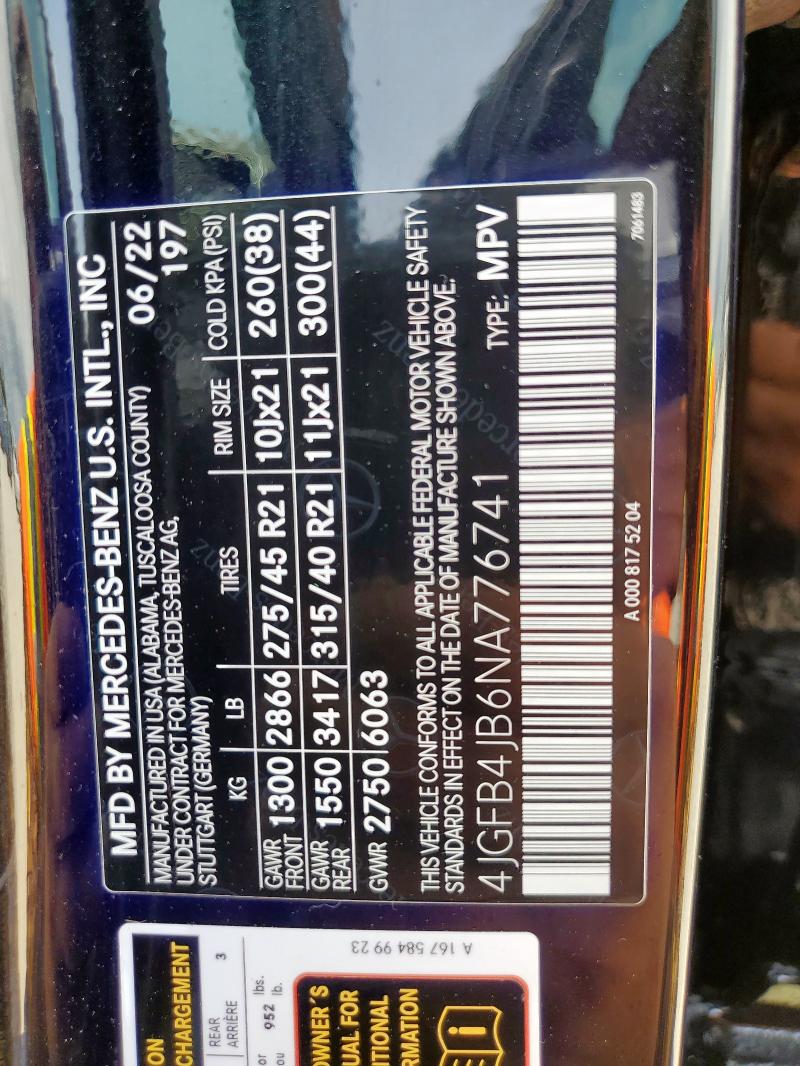 MFD BY MERCEDES-BENZ U.S. INTL., INC
MANUFACTURED IN USA (ALABAMA, TUSCALOOSA COUNTY) 06/22
UNDER CONTRACT FOR MERCEDES-BENZ AG, 197
STUTTGART (GERMANY)
KG LB TIRES RIM SIZE COLD KPA (PSI)
GAWR FRONT 1300 2866 275/45 R21 10Jx21 260(38)
GAWR REAR 1550 3417 315/40 R21 11Jx21 300(44)
GVWR 2750 6063
THIS VEHICLE CONFORMS TO ALL APPLICABLE FEDERAL MOTOR VEHICLE SAFETY
STANDARDS IN EFFECT ON THE DATE OF MANUFACTURE SHOWN ABOVE.
4JGFB4JB6NA776741 TYPE: MPV
A 000 817 52 04 7061483
ON
CHARGEMENT
REAR
ARRIÈRE 3
or 952 lbs.
ou lb.
OWNER'S
UAL FOR
ITIONAL
RMATION
i
A 167 584 99 23